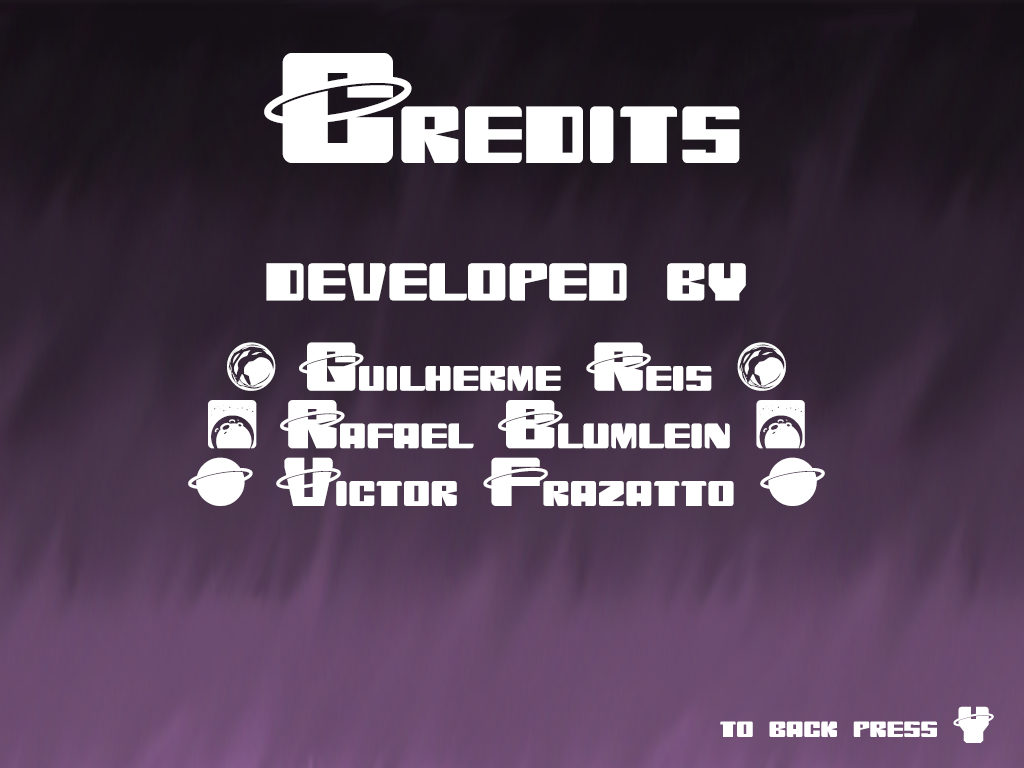 Credits
DEVELOPED BY
Guilherme Reis
Rafael Blumlein
Victor Frazatto
TO BACK PRESS Y